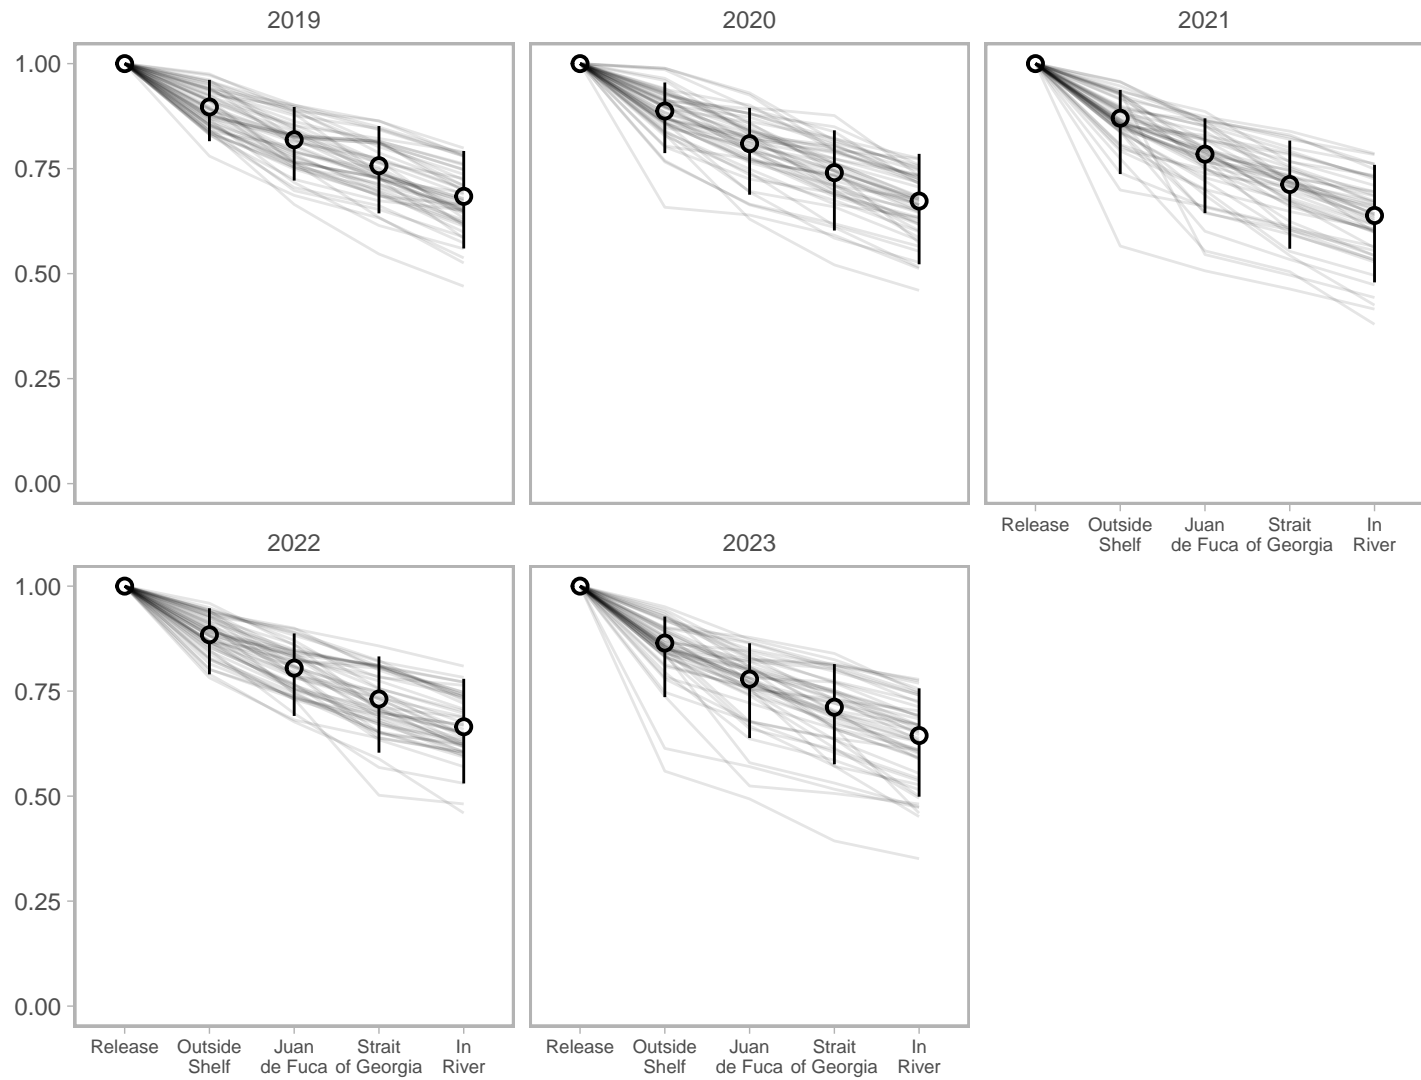 2019
2020
2021
1.00
0.75
0.50
0.25
0.00
Release
Outside
Shelf
Juan
de Fuca
Strait
of Georgia
In
River
2022
2023
1.00
0.75
0.50
0.25
0.00
Release
Outside
Shelf
Juan
de Fuca
Strait
of Georgia
In
River
Release
Outside
Shelf
Juan
de Fuca
Strait
of Georgia
In
River